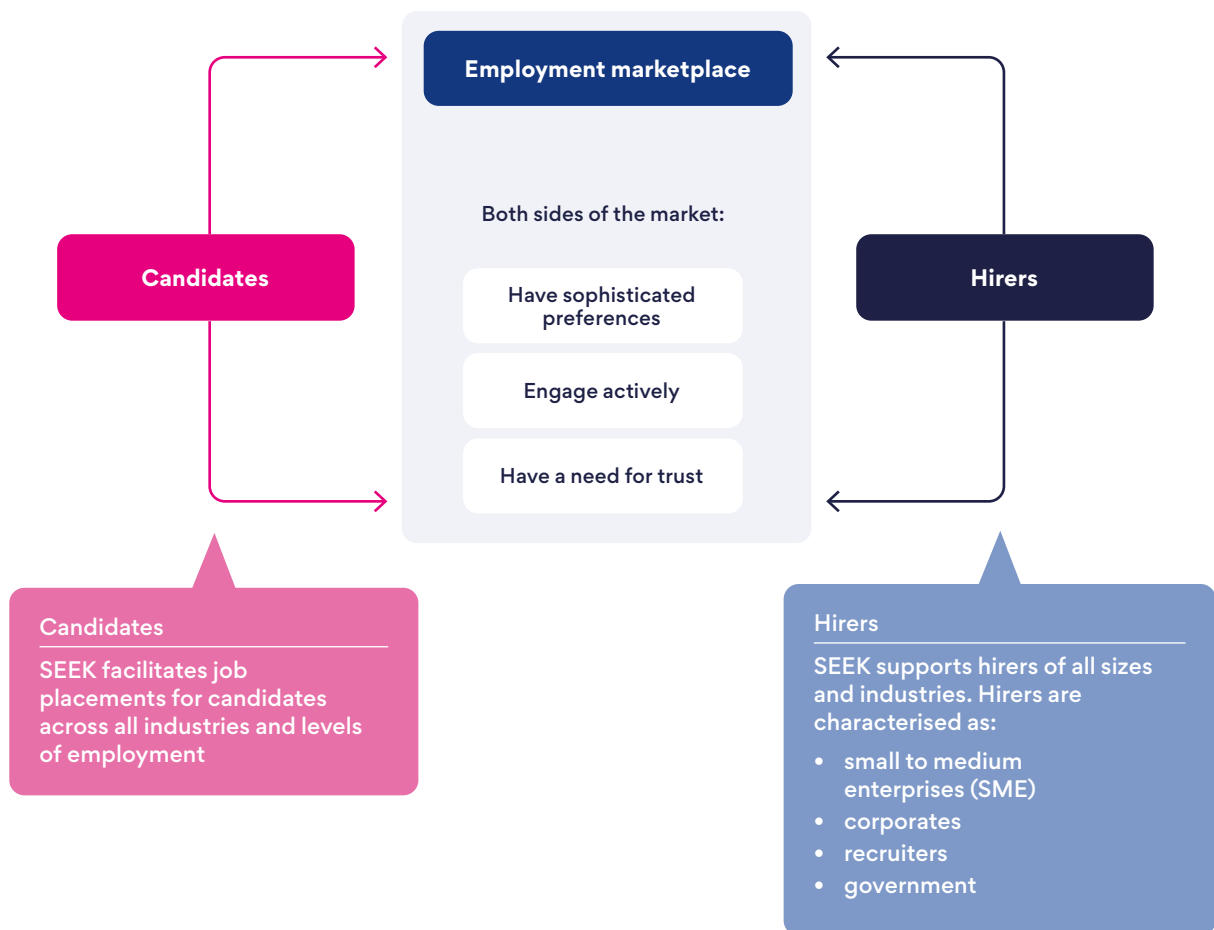 Employment marketplace
Both sides of the market:
Candidates
Hirers
Have sophisticated
preferences
Engage actively
Have a need for trust
Candidates
SEEK facilitates job
placements for candidates
across all industries and levels
of employment
Hirers
SEEK supports hirers of all sizes
and industries. Hirers are
characterised as:
• small to medium
enterprises (SME)
• corporates
• recruiters
• government